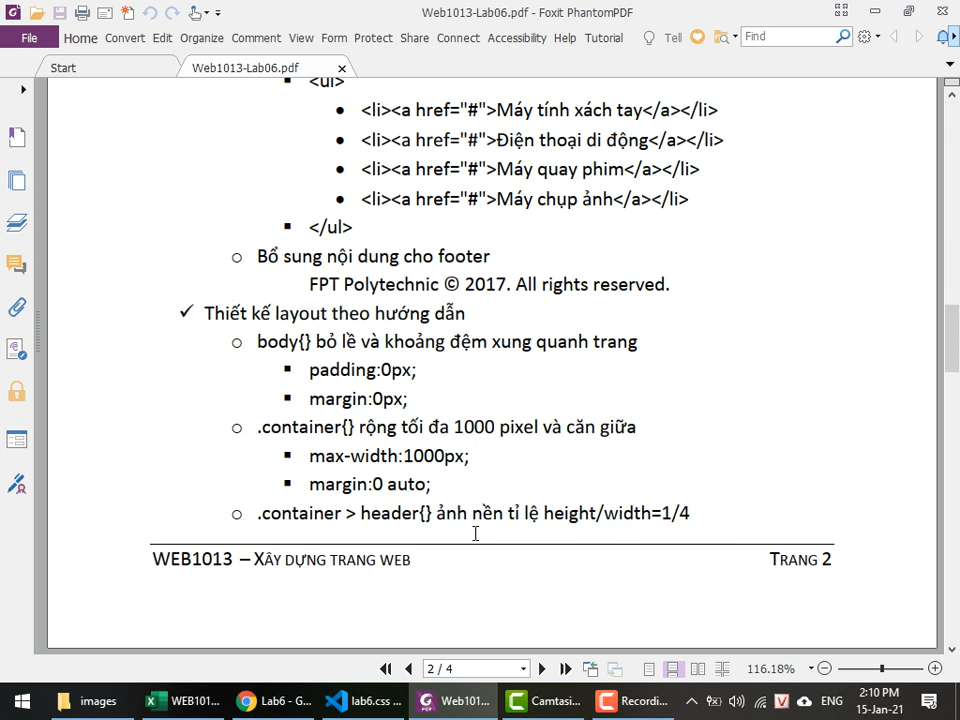 Web1013-Lab06.pdf - Foxit PhantomPDF
File Home Convert Edit Organize Comment View Form Protect Share Connect Accessibility Help Tutorial Tell Find
Start Web1013-Lab06.pdf
<ul>
<li><a href="#">Máy tính xách tay</a></li>
<li><a href="#">Điện thoại di động</a></li>
<li><a href="#">Máy quay phim</a></li>
<li><a href="#">Máy chụp ảnh</a></li>
</ul>
Bổ sung nội dung cho footer
FPT Polytechnic © 2017. All rights reserved.
Thiết kế layout theo hướng dẫn
body{} bỏ lề và khoảng đệm xung quanh trang
padding:0px;
margin:0px;
.container{} rộng tối đa 1000 pixel và căn giữa
max-width:1000px;
margin:0 auto;
.container > header{} ảnh nền tỉ lệ height/width=1/4
WEB1013 – XÂY DỰNG TRANG WEB TRANG 2
2 / 4 116.18%
images WEB101... Lab6 - G... lab6.css ... Web101... Camtasi... Recordi... ENG 2:10 PM
15-Jan-21